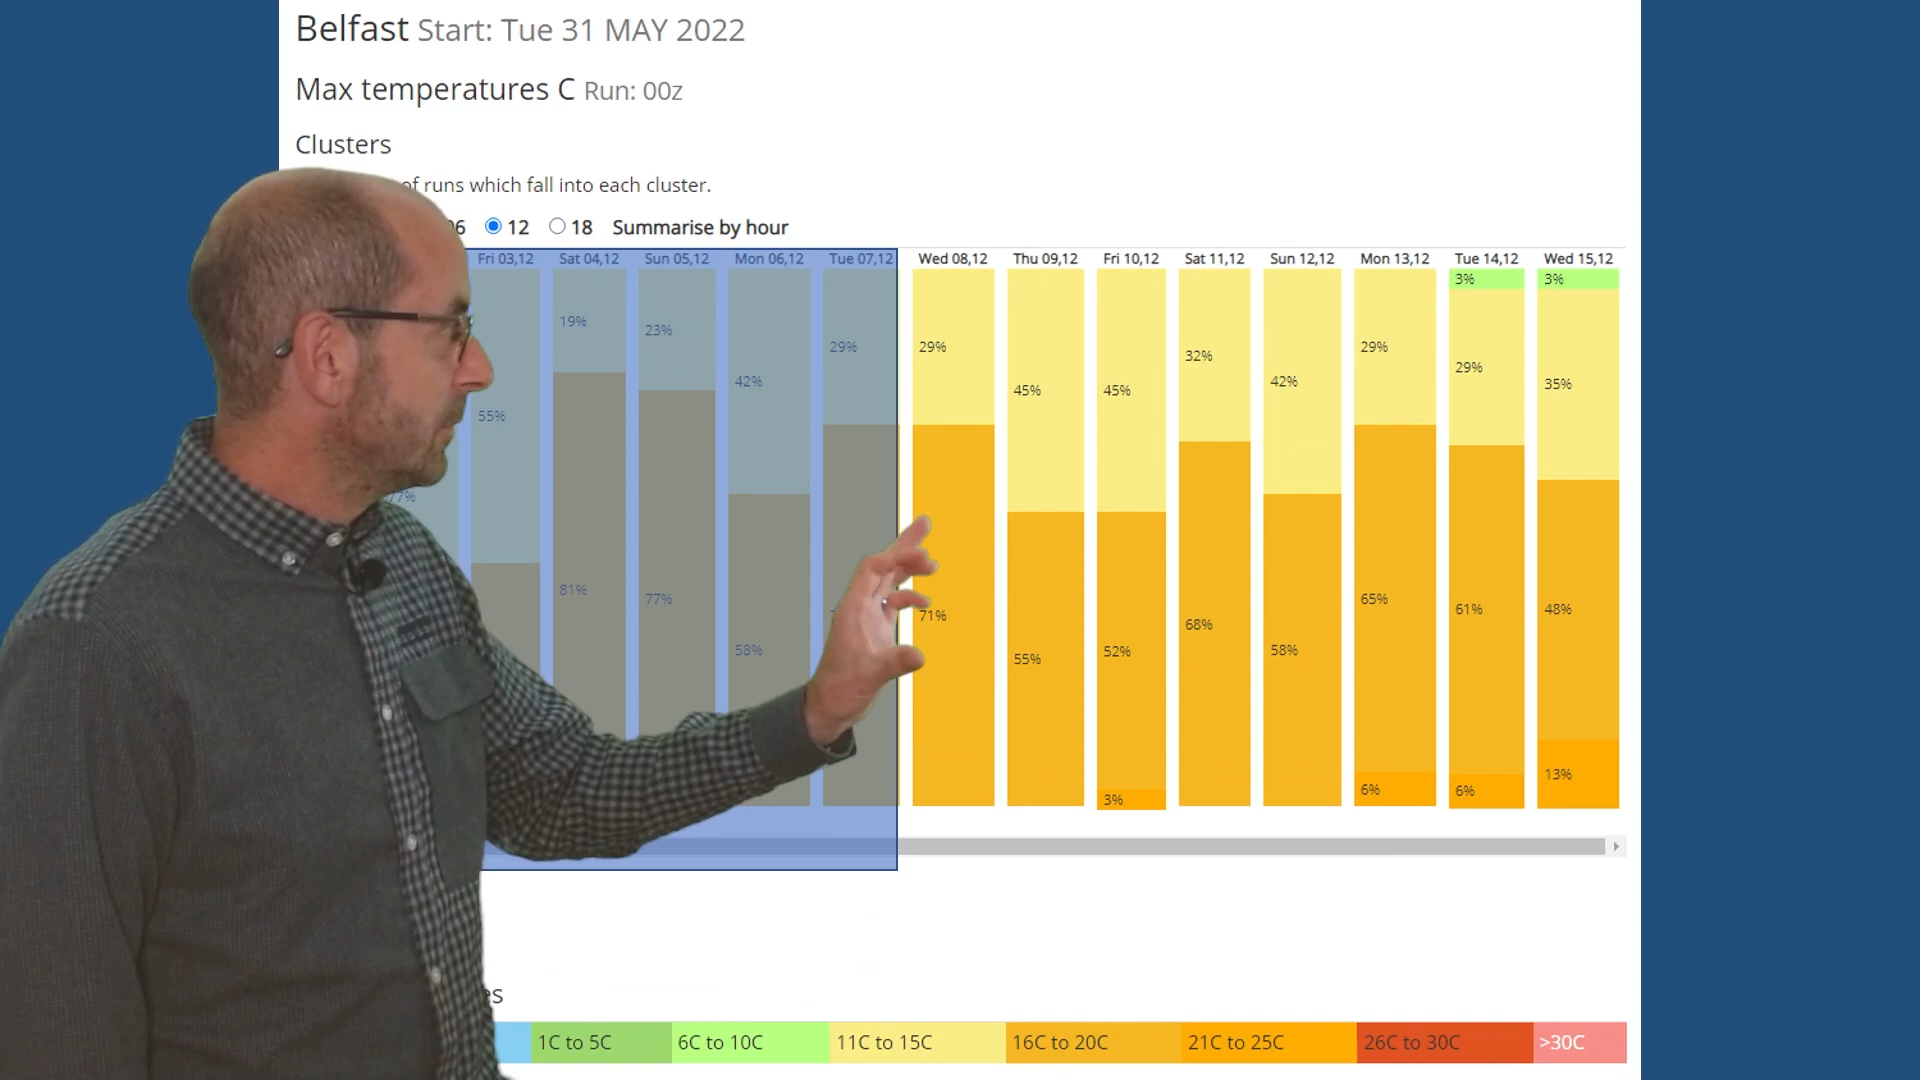 Belfast Start: Tue 31 MAY 2022
Max temperatures C Run: 00z
Clusters
of runs which fall into each cluster.
06 12 18 Summarise by hour
Fri 03,12 Sat 04,12 Sun 05,12 Mon 06,12 Tue 07,12 Wed 08,12 Thu 09,12 Fri 10,12 Sat 11,12 Sun 12,12 Mon 13,12 Tue 14,12 Wed 15,12
3% 3%
19% 23% 42% 29% 29% 45% 45% 32% 42% 29% 29% 35%
55%
77%
81% 77% 58% 71% 55% 52% 68% 58% 65% 61% 48%
3% 6% 6% 13%
1C to 5C 6C to 10C 11C to 15C 16C to 20C 21C to 25C 26C to 30C >30C